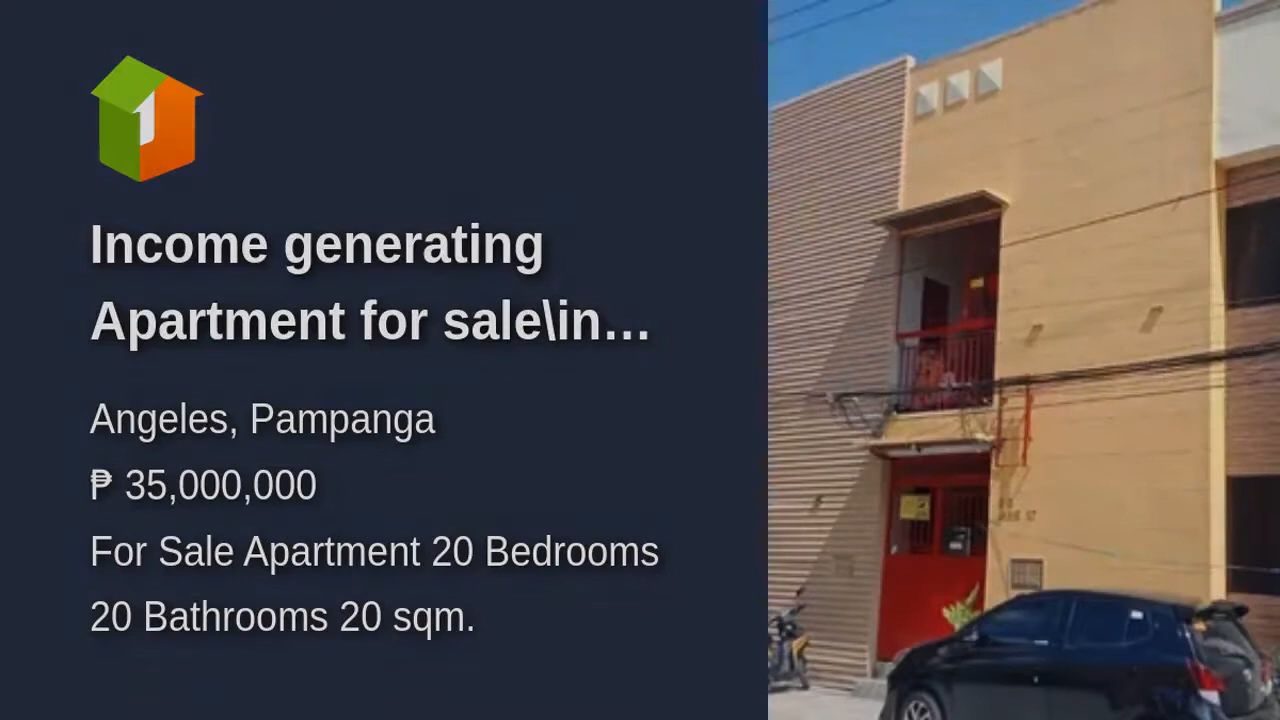 Income generating
Apartment for sale\in…
Angeles, Pampanga
₱ 35,000,000
For Sale Apartment 20 Bedrooms
20 Bathrooms 20 sqm.